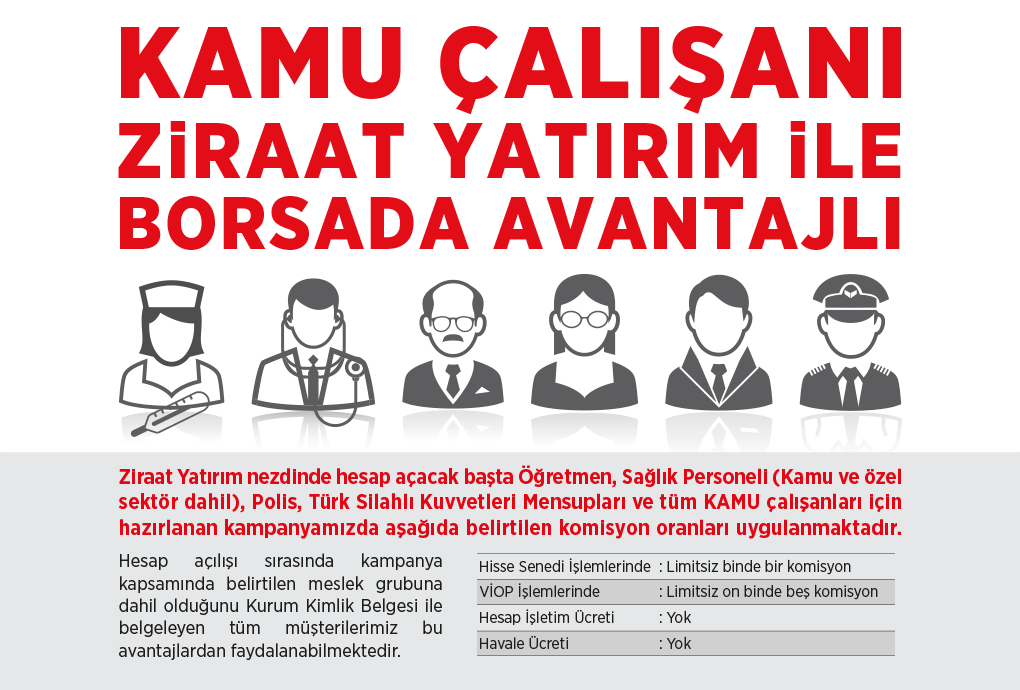 KAMU ÇALIŞANI
ZiRAAT YATIRIM iLE
BORSADA AVANTAJLI
Ziraat Yatırım nezdinde hesap açacak başta Öğretmen, Sağlık Personeli (Kamu ve özel
sektör dahil), Polis, Türk Silahlı Kuvvetleri Mensupları ve tüm KAMU çalışanları için
hazırlanan kampanyamızda aşağıda belirtilen komisyon oranları uygulanmaktadır.
Hesap açılışı sırasında kampanya
kapsamında belirtilen meslek grubuna
dahil olduğunu Kurum Kimlik Belgesi ile
belgeleyen tüm müşterilerimiz bu
avantajlardan faydalanabilmektedir.
Hisse Senedi İşlemlerinde : Limitsiz binde bir komisyon
VİOP İşlemlerinde : Limitsiz on binde beş komisyon
Hesap İşletim Ücreti : Yok
Havale Ücreti : Yok